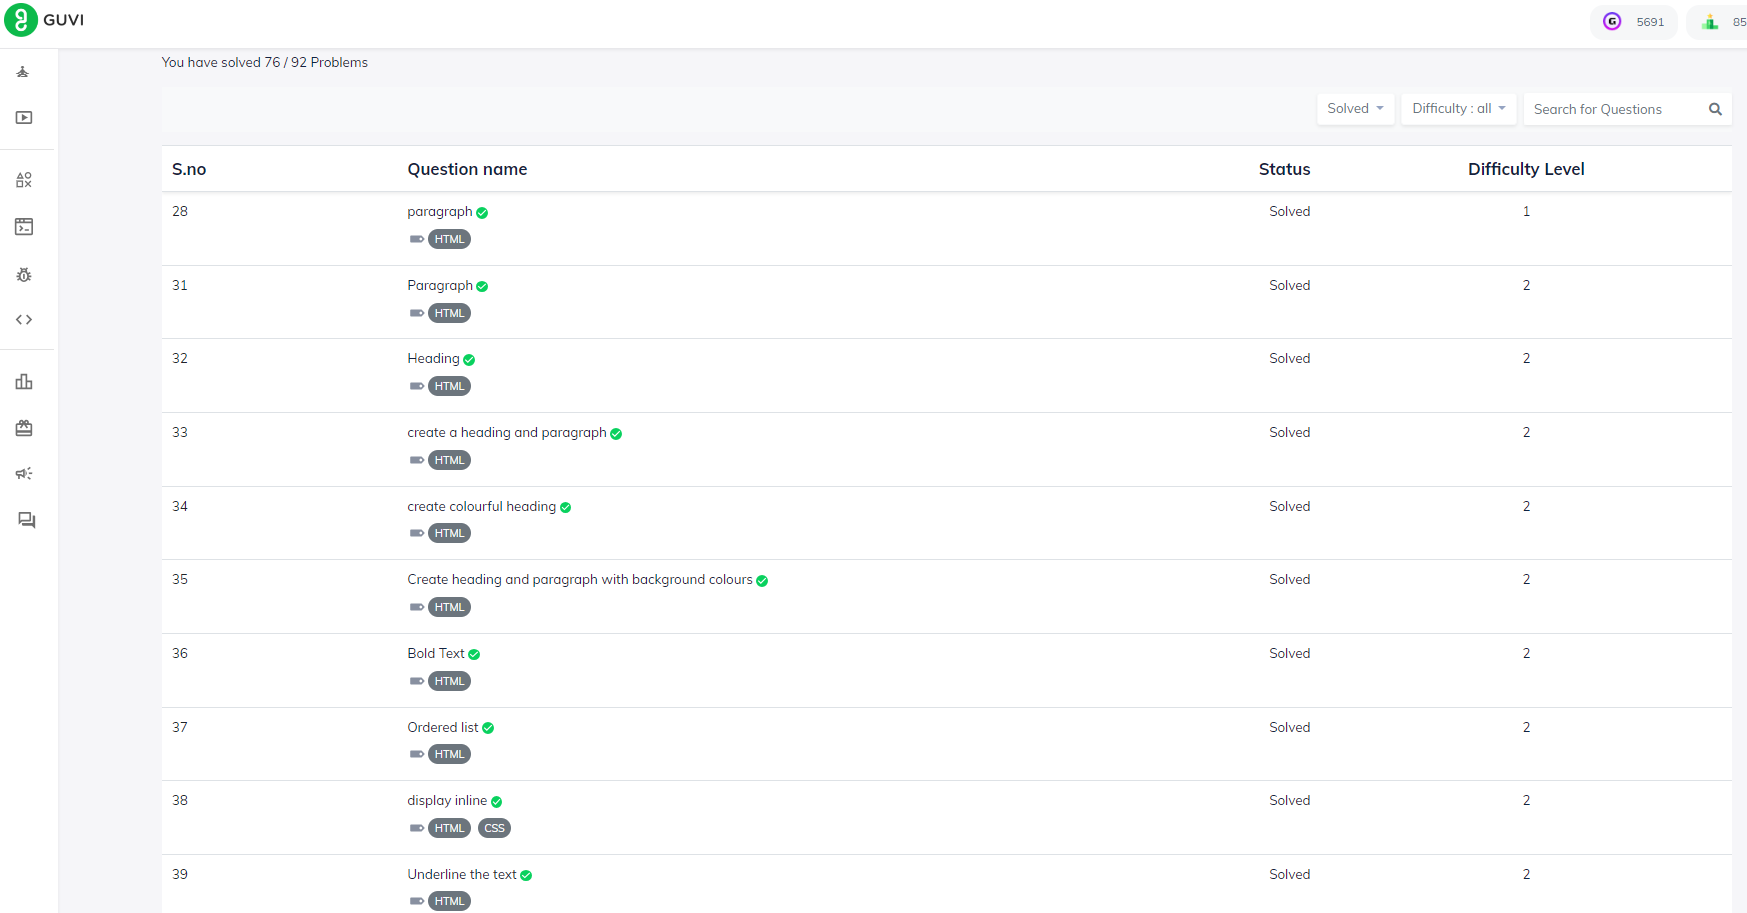 GUVI
5691
85
You have solved 76 / 92 Problems
Solved
Difficulty : all
Search for Questions
S.no Question name Status Difficulty Level
28 paragraph Solved 1
HTML
31 Paragraph Solved 2
HTML
32 Heading Solved 2
HTML
33 create a heading and paragraph Solved 2
HTML
34 create colourful heading Solved 2
HTML
35 Create heading and paragraph with background colours Solved 2
HTML
36 Bold Text Solved 2
HTML
37 Ordered list Solved 2
HTML
38 display inline Solved 2
HTML CSS
39 Underline the text Solved 2
HTML